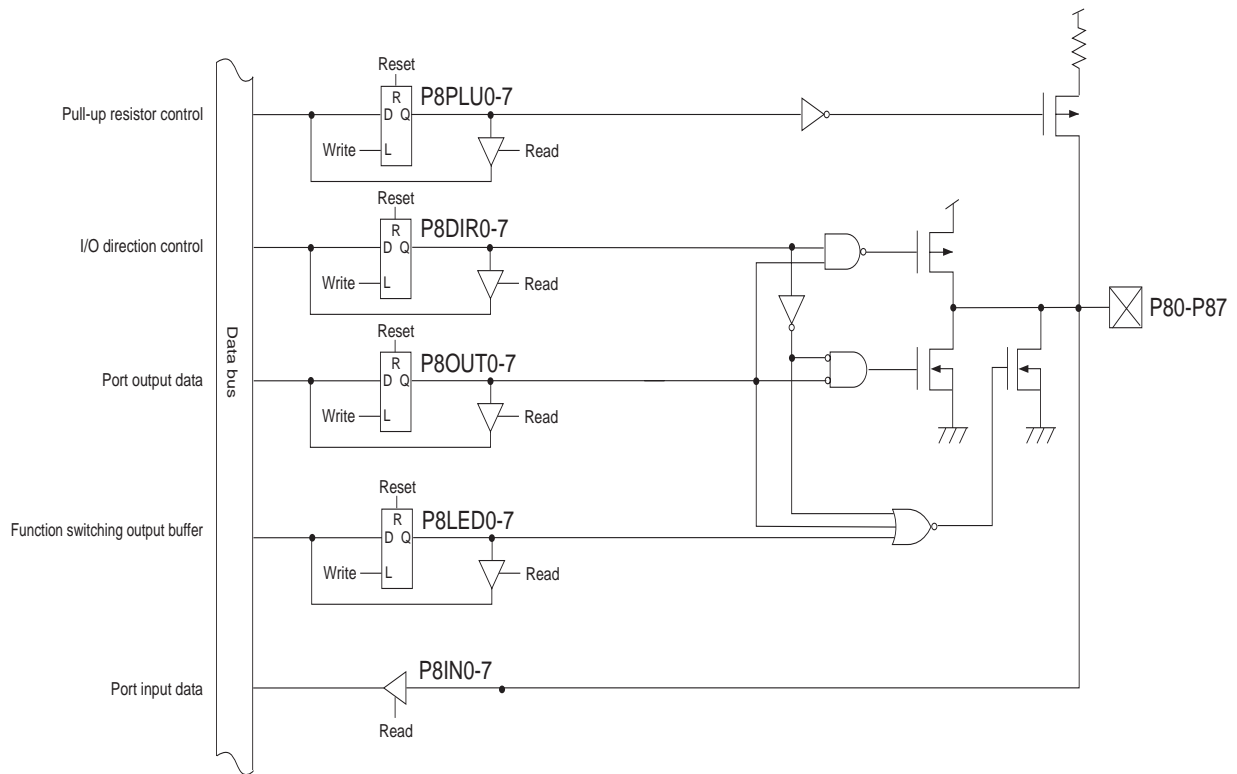 Reset
Pull-up resistor control
R
D Q
P8PLU0-7
Write
L
Read
Reset
I/O direction control
R
D Q
P8DIR0-7
Write
L
Read
P80-P87
Data bus
Reset
Port output data
R
D Q
P8OUT0-7
Write
L
Read
Reset
Function switching output buffer
R
D Q
P8LED0-7
Write
L
Read
Port input data
P8IN0-7
Read